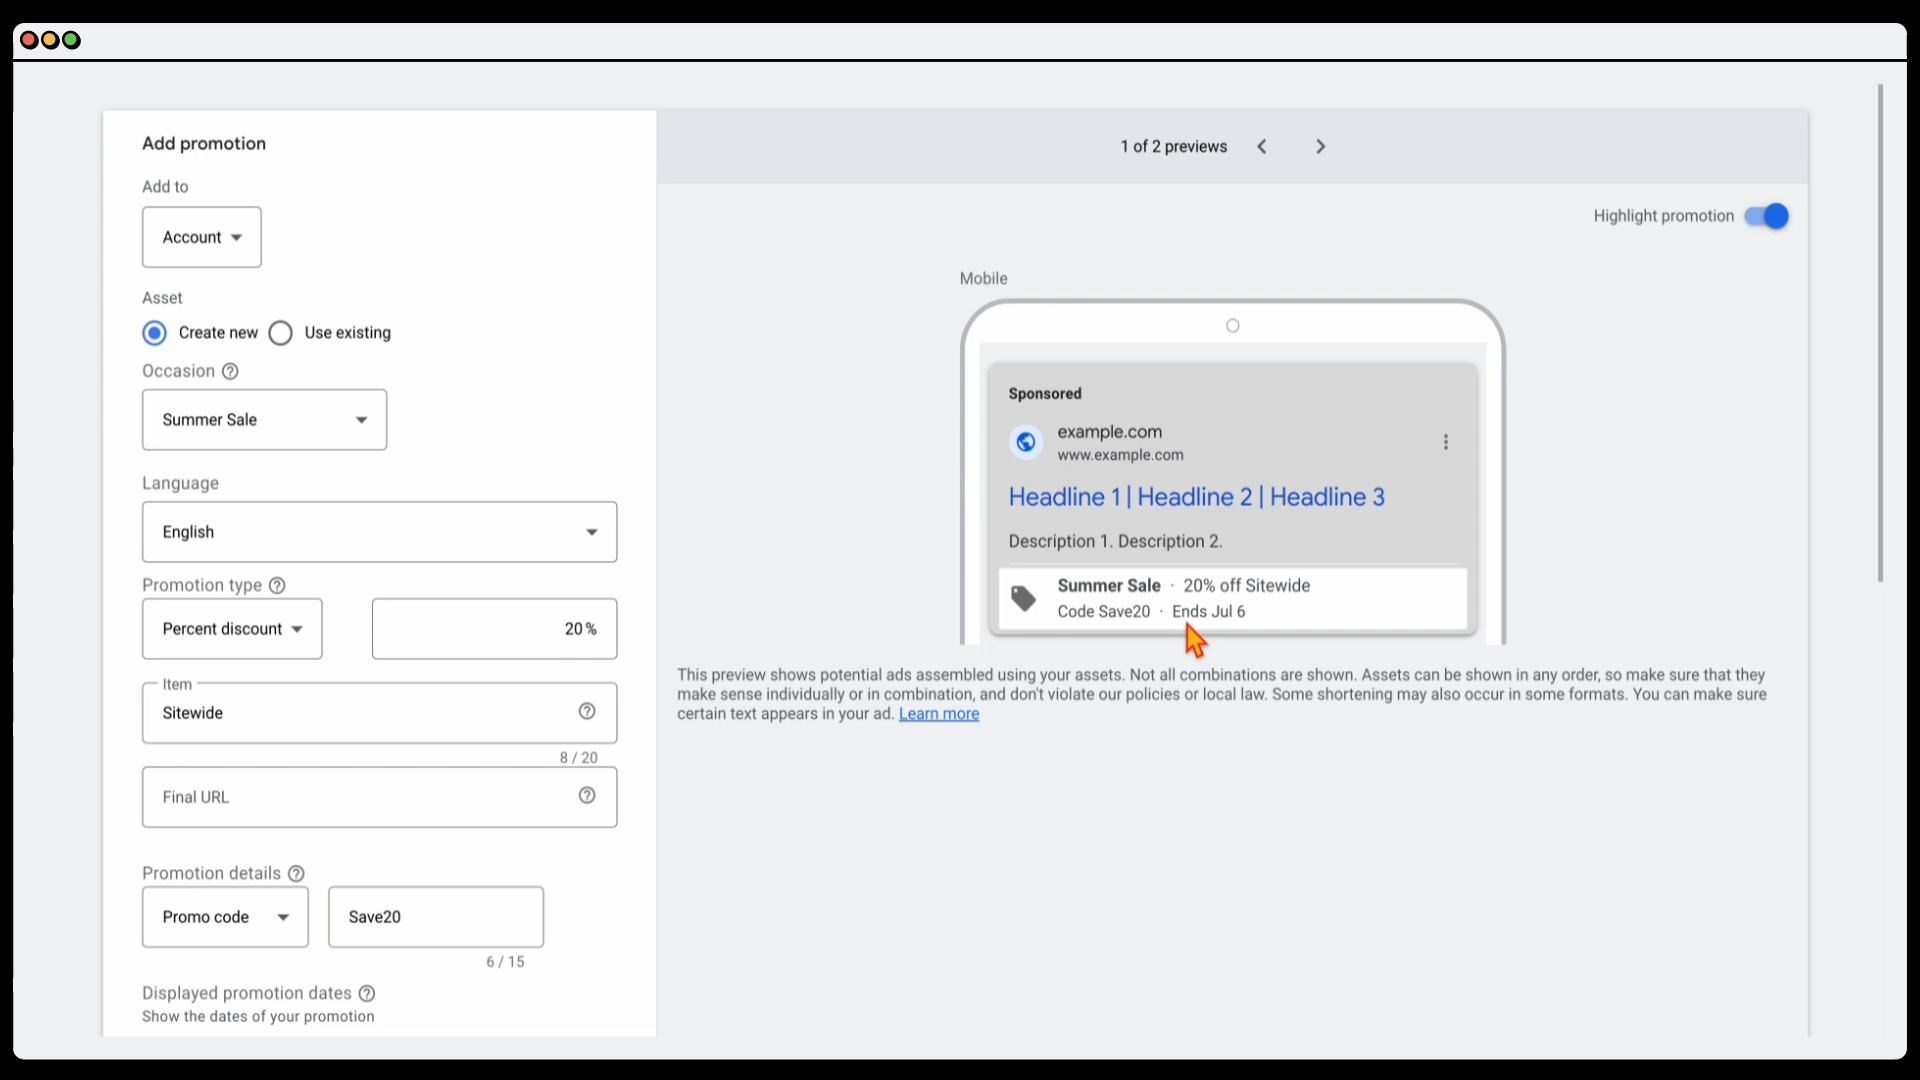 Add promotion
Add to
Account
Asset
Create new
Use existing
Occasion
Summer Sale
Language
English
Promotion type
Percent discount
20%
Item
Sitewide
8 / 20
Final URL
Promotion details
Promo code
Save20
6 / 15
Displayed promotion dates
Show the dates of your promotion
1 of 2 previews
Highlight promotion
Mobile
Sponsored
example.com
www.example.com
Headline 1 | Headline 2 | Headline 3
Description 1. Description 2.
Summer Sale · 20% off Sitewide
Code Save20 · Ends Jul 6
This preview shows potential ads assembled using your assets. Not all combinations are shown. Assets can be shown in any order, so make sure that they
make sense individually or in combination, and don't violate our policies or local law. Some shortening may also occur in some formats. You can make sure
certain text appears in your ad. Learn more